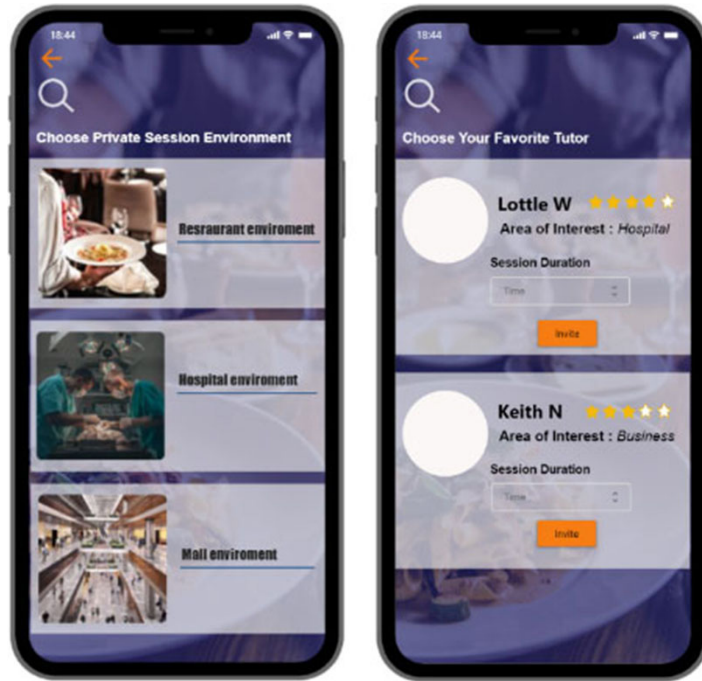 18:44
Choose Private Session Environment
Resraurant enviroment
Hospital enviroment
Mall enviroment
18:44
Choose Your Favorite Tutor
Lottle W
Area of Interest : Hospital
Session Duration
Time
Invite
Keith N
Area of Interest : Business
Session Duration
Time
Invite